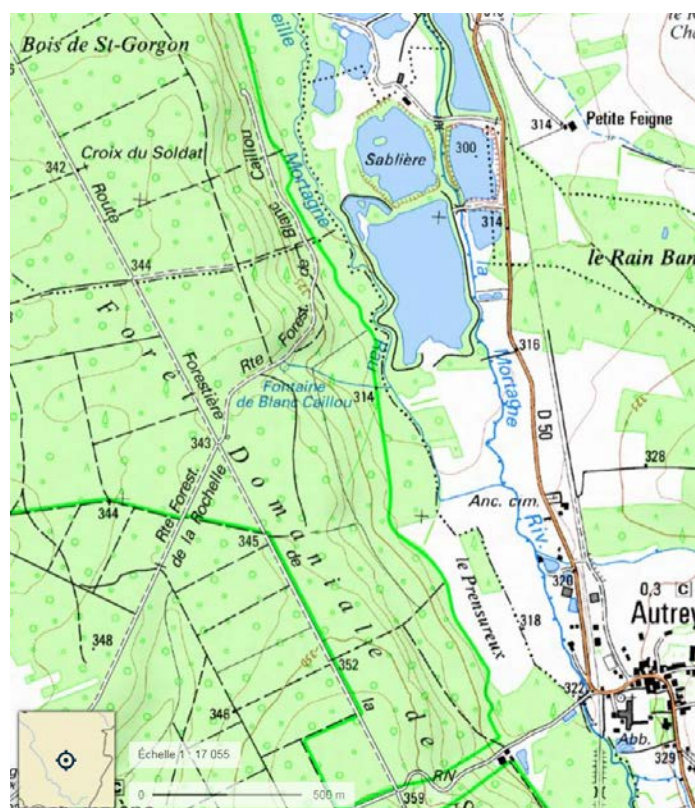 Bois de St-Gorgon
Croix du Soldat
342
Route
344
Caillou
Blanc
de
Forest.
Rte
Mortagne
Sablière
300
314
Petite Feigne
314
le Rain Ban
316
la
Mortagne
D 50
328
Fontaine
de Blanc Caillou
314
Forestière
343
Rte Forest.
de la Rochelle
344
345
Domaniale
de
Anc. cim.
Riv.
320
0,3
C
Autrey
le Prensureux
318
348
352
346
la
de
322
Abb.
329
RN
359
Échelle 1 : 17 055
0
500 m